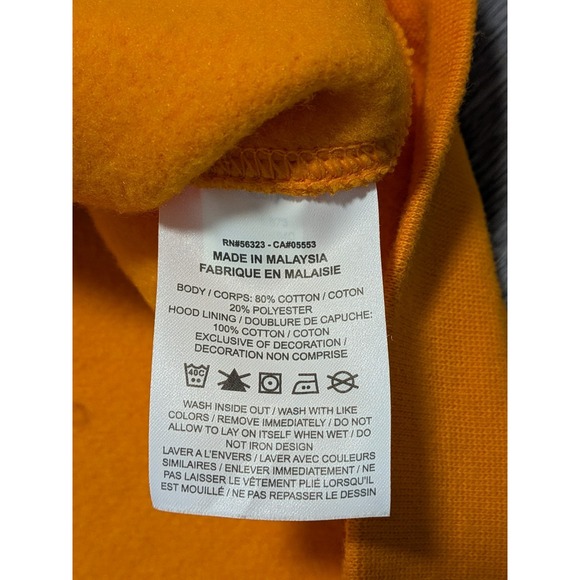 RN#56323 - CA#05553
MADE IN MALAYSIA
FABRIQUE EN MALAISIE
BODY / CORPS: 80% COTTON / COTON
20% POLYESTER
HOOD LINING / DOUBLURE DE CAPUCHE:
100% COTTON / COTON
EXCLUSIVE OF DECORATION /
DECORATION NON COMPRISE
40C
WASH INSIDE OUT / WASH WITH LIKE
COLORS / REMOVE IMMEDIATELY / DO NOT
ALLOW TO LAY ON ITSELF WHEN WET / DO
NOT IRON DESIGN
LAVER A L'ENVERS / LAVER AVEC COULEURS
SIMILAIRES / ENLEVER IMMEDIATEMENT / NE
PAS LAISSER LE VÊTEMENT PLIÉ LORSQU'IL
EST MOUILLÉ / NE PAS REPASSER LE DESSIN